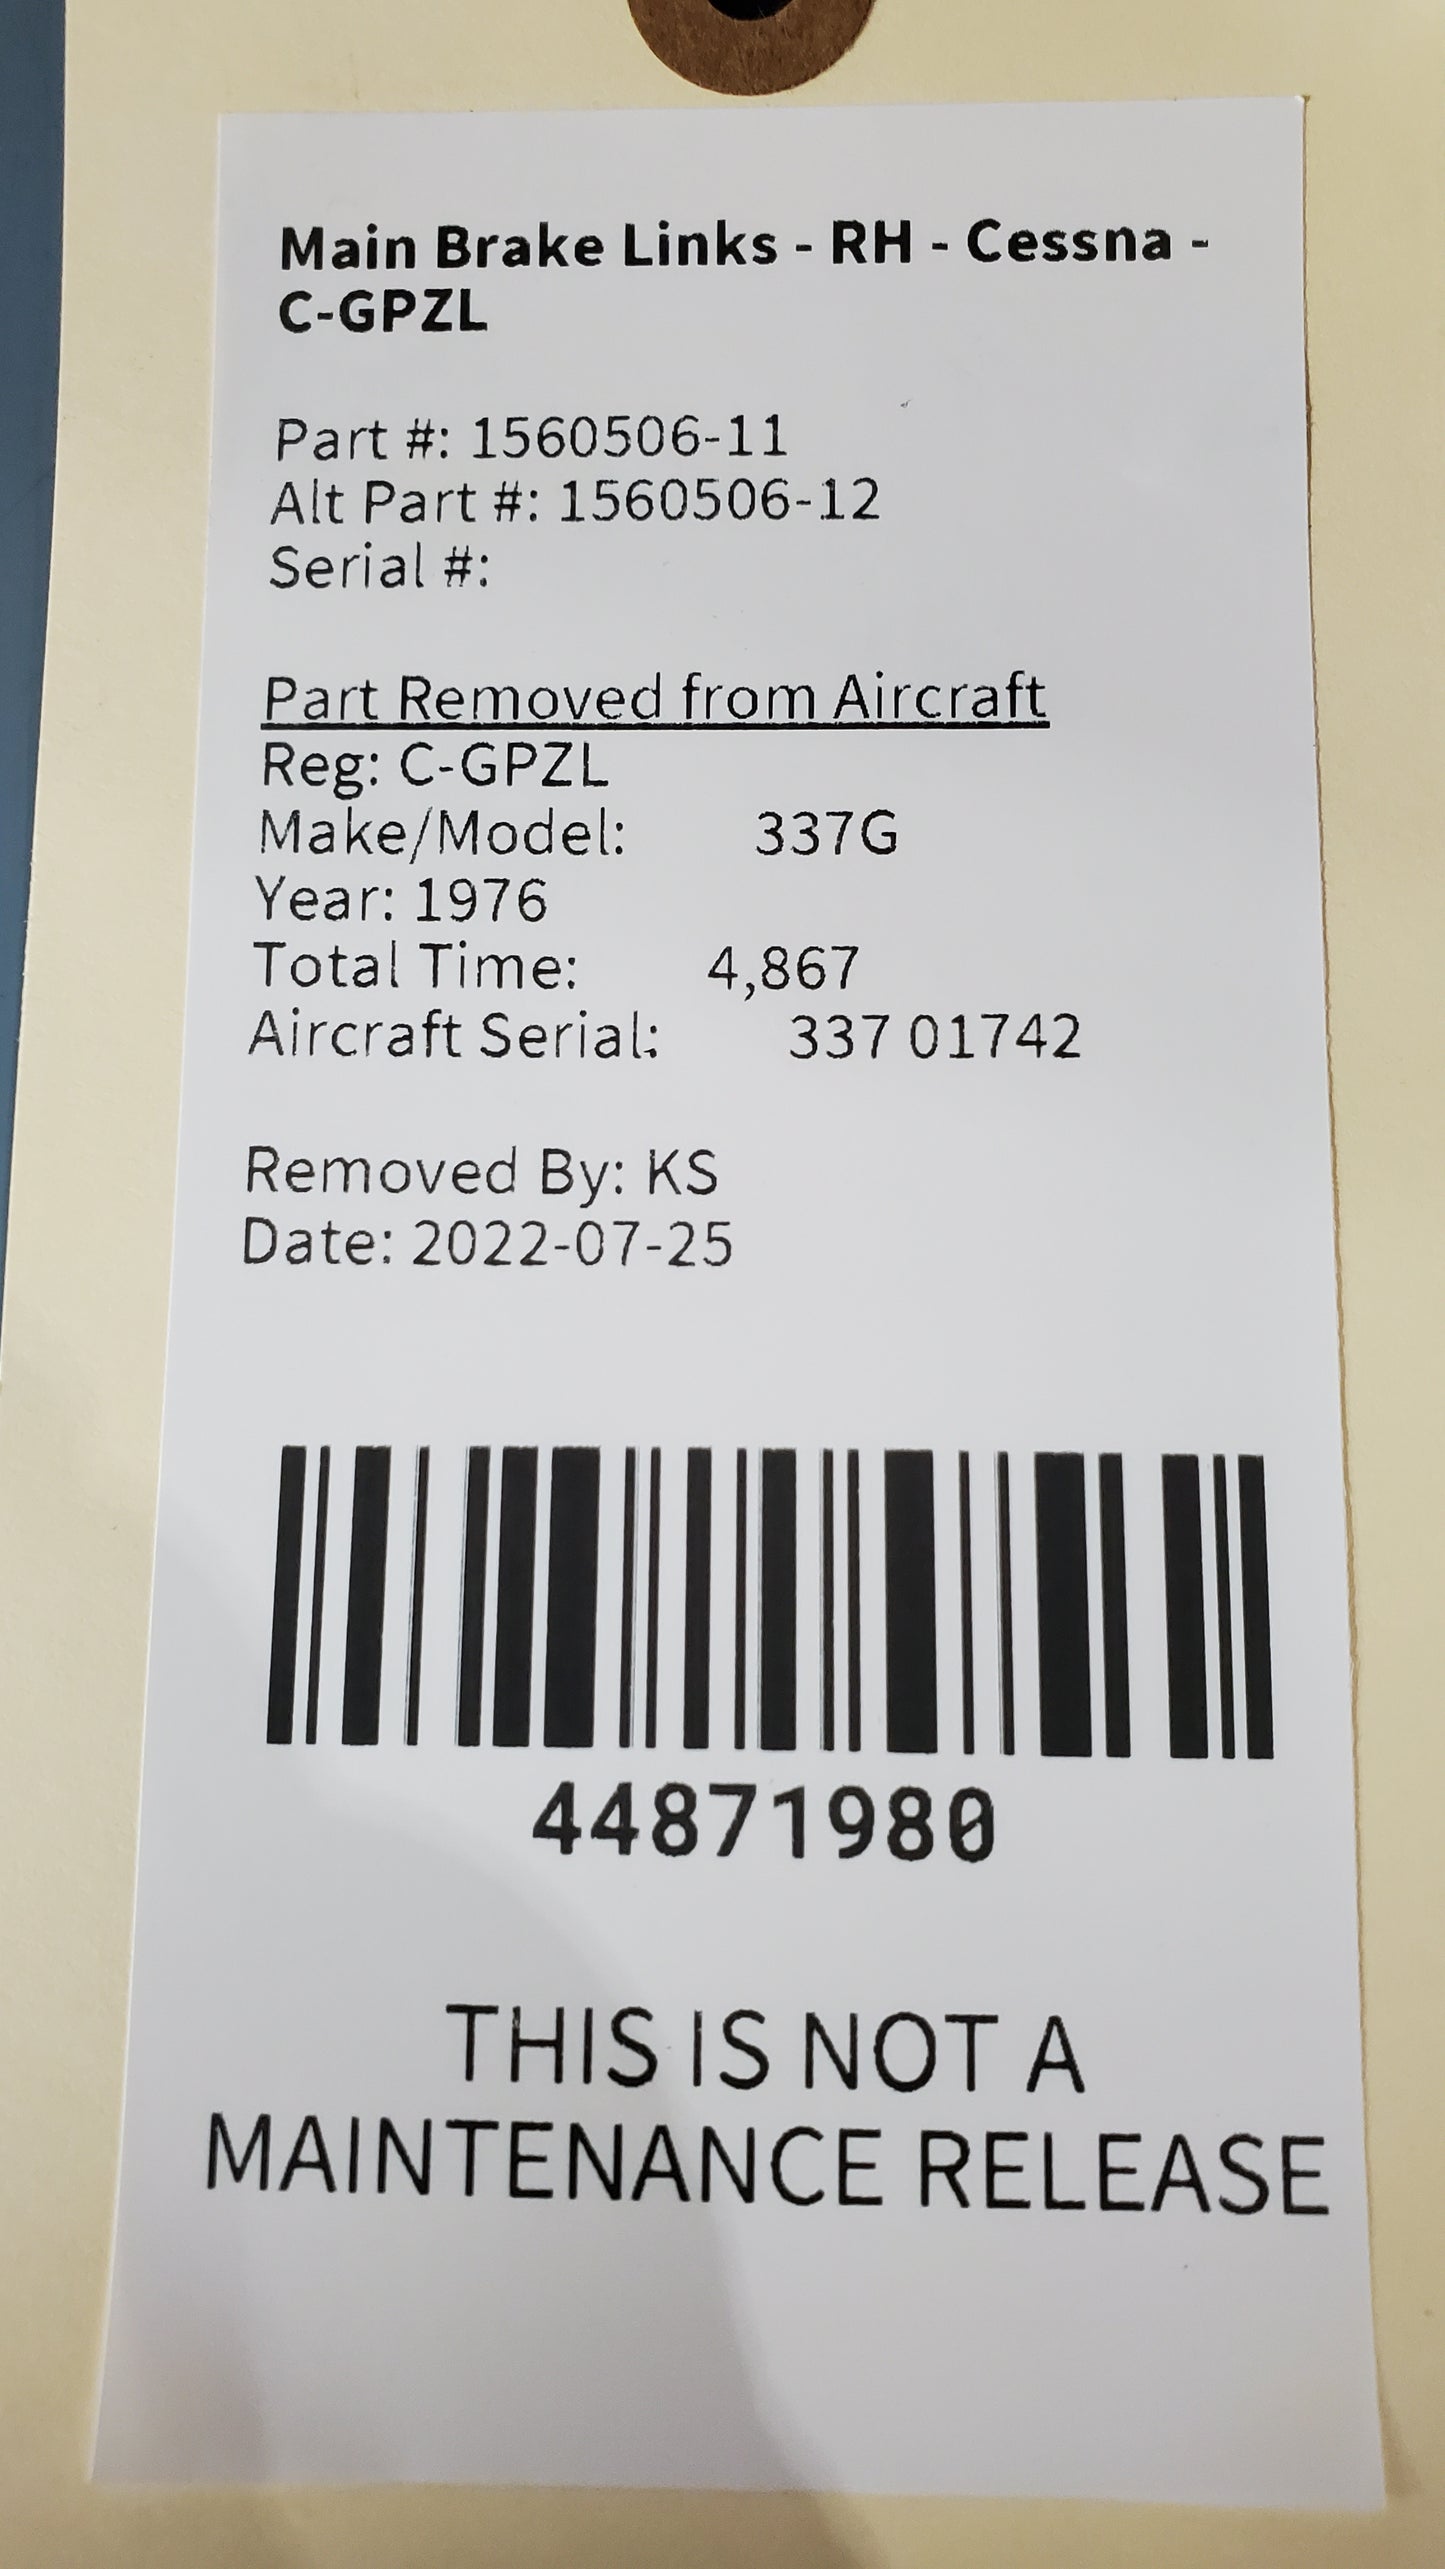 Main Brake Links - RH - Cessna -
C-GPZL
Part #: 1560506-11
Alt Part #: 1560506-12
Serial #:
Part Removed from Aircraft
Reg: C-GPZL
Make/Model: 337G
Year: 1976
Total Time: 4,867
Aircraft Serial: 337 01742
Removed By: KS
Date: 2022-07-25
44871980
THIS IS NOT A
MAINTENANCE RELEASE